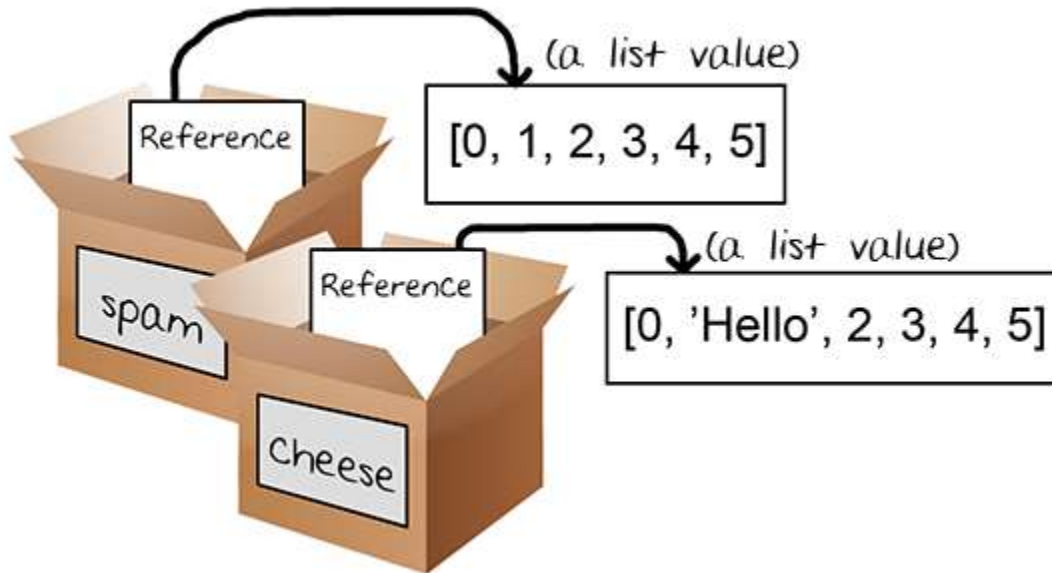 (a list value)
Reference
[0, 1, 2, 3, 4, 5]
spam
(a list value)
Reference
[0, ’Hello’, 2, 3, 4, 5]
Cheese